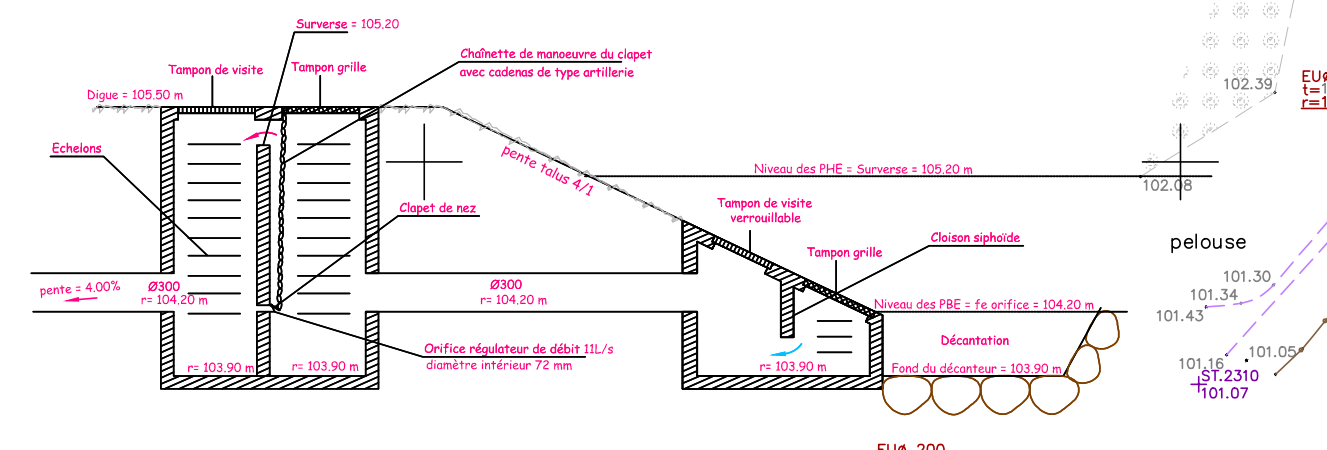 Surverse = 105.20
Chaînette de manoeuvre du clapet
avec cadenas de type artillerie
Tampon de visite
Tampon grille
Digue = 105.50 m
Echelons
pente talus 4/1
Niveau des PHE = Surverse = 105.20 m
102.39
EUØ
t=1
r=1
102.08
Clapet de nez
Tampon de visite
verrouillable
Tampon grille
Cloison siphoïde
pelouse
pente = 4.00%
Ø300
r= 104.20 m
Ø300
r= 104.20 m
Niveau des PBE = fe orifice = 104.20 m
101.30
101.34
101.43
Décantation
Orifice régulateur de débit 11L/s
diamètre intérieur 72 mm
r= 103.90 m
r= 103.90 m
r= 103.90 m
Fond du décanteur = 103.90 m
101.16
101.05
ST.2310
101.07
EUØ 200